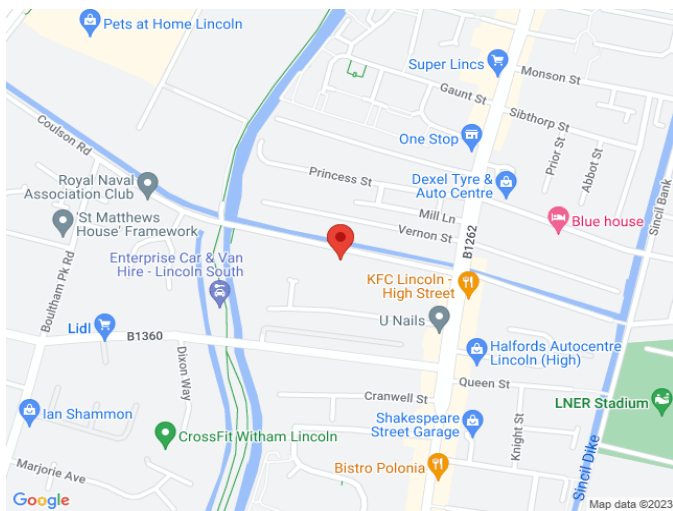 Pets at Home Lincoln
Super Lincs
Monson St
Gaunt St
Sibthorp St
Coulson Rd
One Stop
Prior St
Abbot St
Princess St
Dexel Tyre &
Auto Centre
Royal Naval
Association Club
Mill Ln
Sincil Bank
'St Matthews
House' Framework
Vernon St
B1262
Blue house
Enterprise Car & Van
Hire - Lincoln South
Boultham Pk Rd
KFC Lincoln -
High Street
U Nails
Lidl
B1360
Halfords Autocentre
Lincoln (High)
Dixon Way
Queen St
Cranwell St
LNER Stadium
Ian Shammon
Shakespeare
Street Garage
Knight St
CrossFit Witham Lincoln
Sincil Dike
Marjorie Ave
Bistro Polonia
Google
Map data ©2023